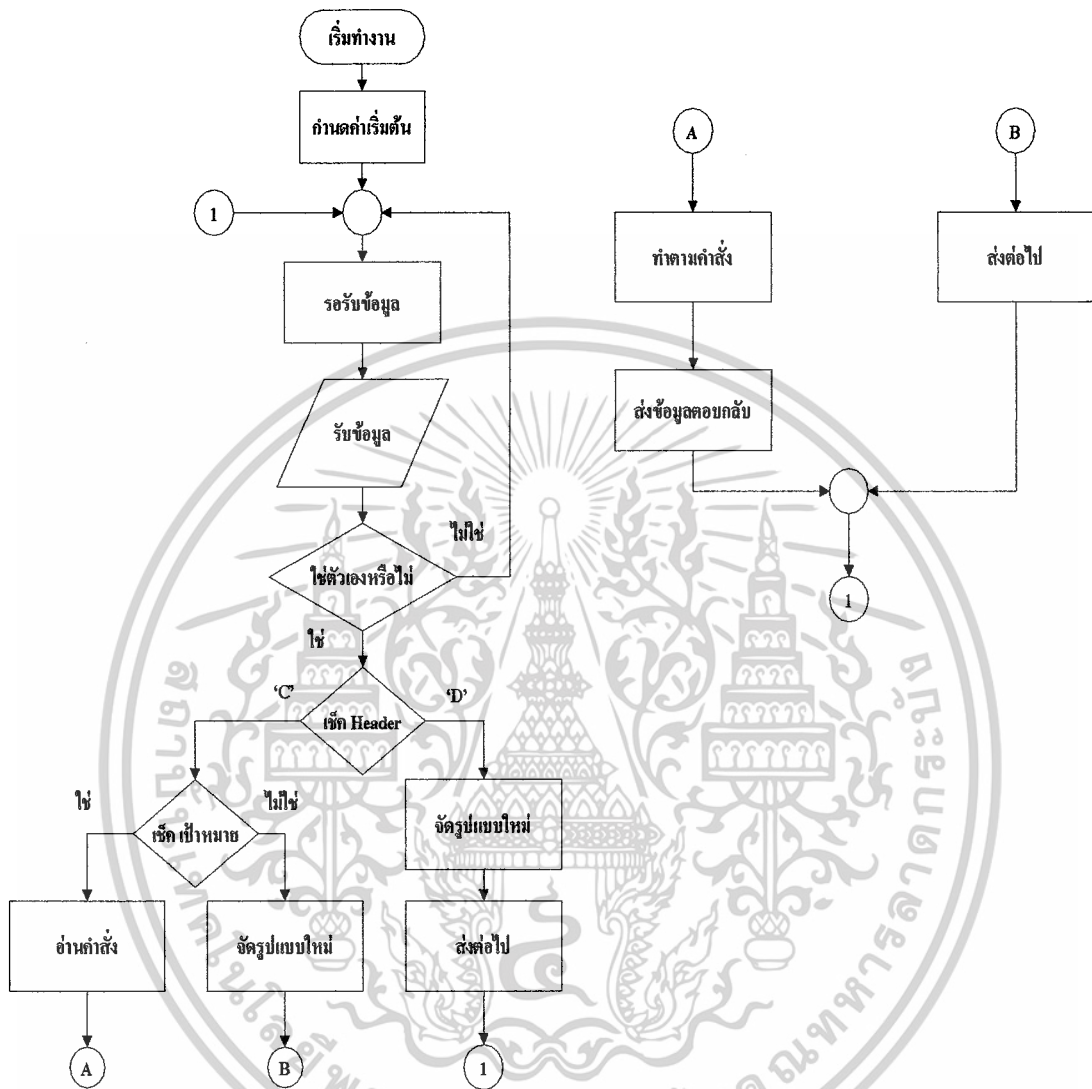 เริ่มทำงาน
กำนดค่าเริ่มต้น
1
รอรับข้อมูล
รับข้อมูล
ใช่ตัวเองหรือไม่
ไม่ใช่
ใช่
เช็ค Header
'C'
'D'
เช็ค เป้าหมาย
ใช่
ไม่ใช่
จัดรูปแบบใหม่
อ่านคำสั่ง
จัดรูปแบบใหม่
ส่งต่อไป
A
B
1
A
B
ทำตามคำสั่ง
ส่งต่อไป
ส่งข้อมูลตอบกลับ
1